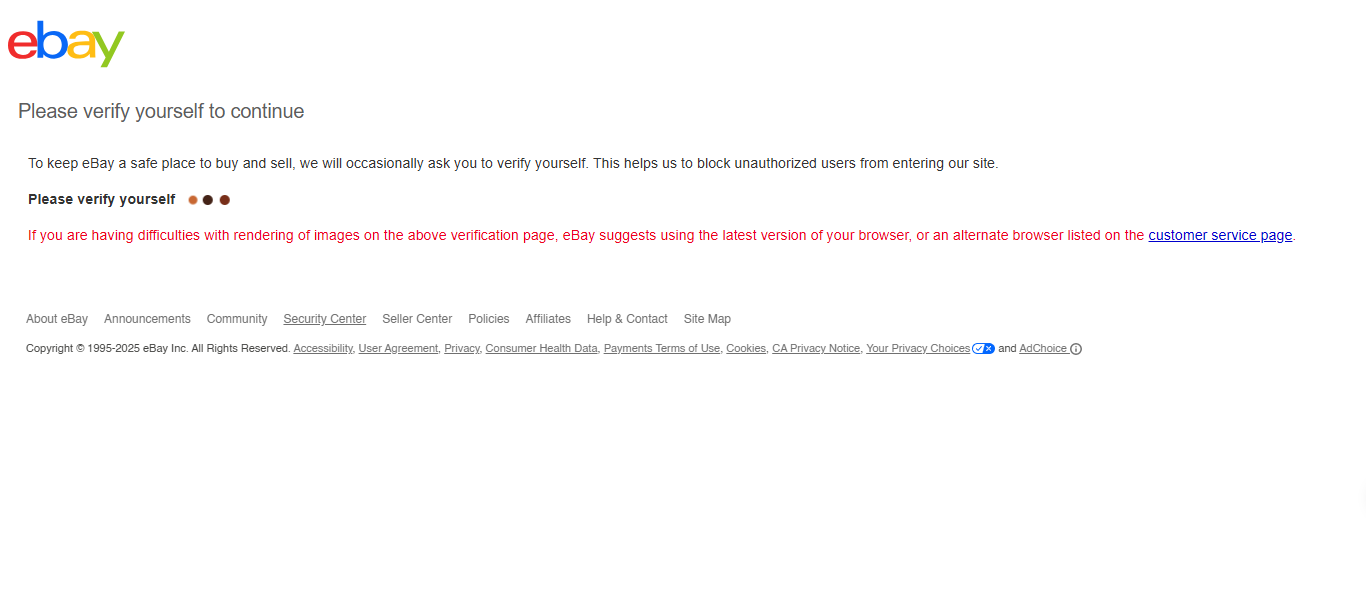 ebay
Please verify yourself to continue
To keep eBay a safe place to buy and sell, we will occasionally ask you to verify yourself. This helps us to block unauthorized users from entering our site.
Please verify yourself
If you are having difficulties with rendering of images on the above verification page, eBay suggests using the latest version of your browser, or an alternate browser listed on the customer service page.
About eBay Announcements Community Security Center Seller Center Policies Affiliates Help & Contact Site Map
Copyright © 1995-2025 eBay Inc. All Rights Reserved. Accessibility, User Agreement, Privacy, Consumer Health Data, Payments Terms of Use, Cookies, CA Privacy Notice, Your Privacy Choices and AdChoice